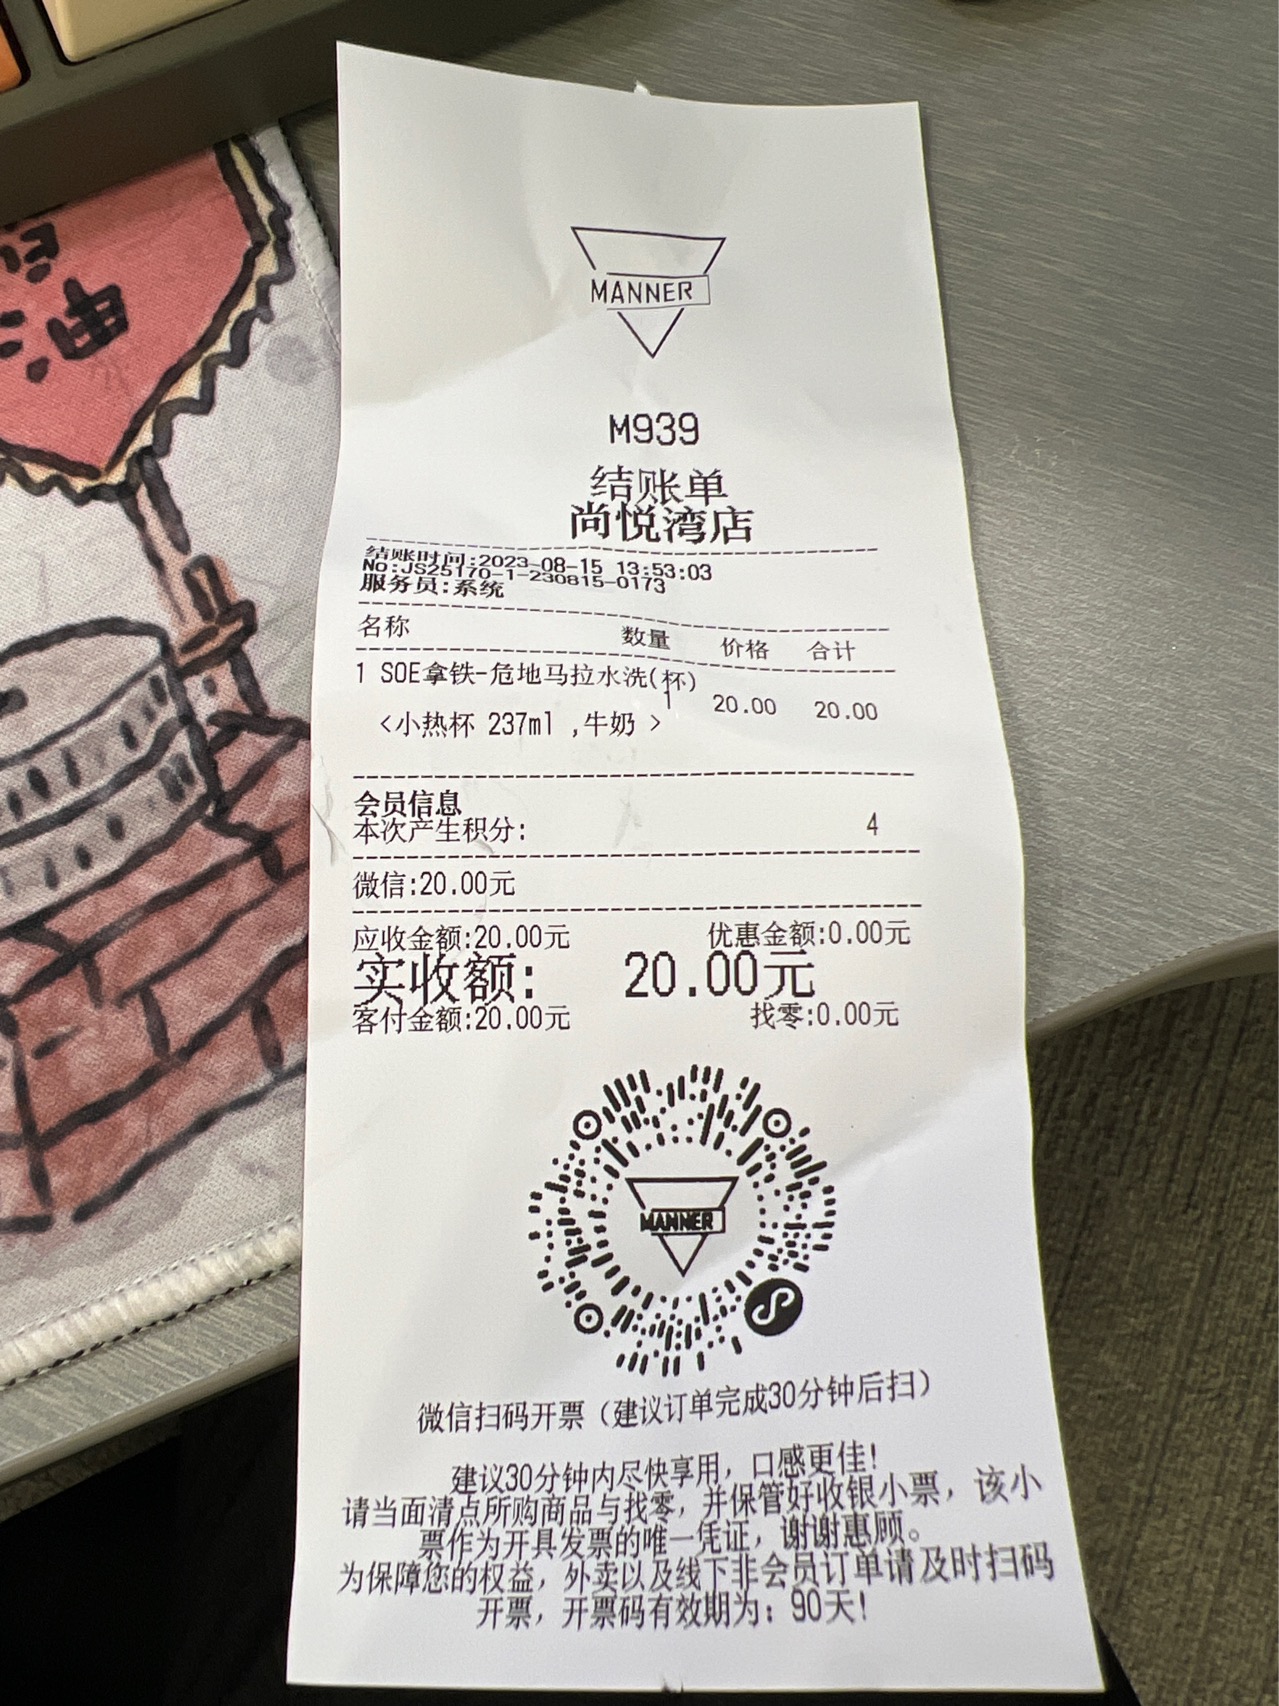 MANNER
M939
结账单
尚悦湾店
结账时间:2023-08-15 13:53:03
No:JS25170-1-230815-0173
服务员:系统
名称 数量 价格 合计
1 SOE拿铁-危地马拉水洗(杯)
1 20.00 20.00
<小热杯 237ml ,牛奶 >
会员信息
本次产生积分: 4
微信:20.00元
应收金额:20.00元 优惠金额:0.00元
实收额: 20.00元
客付金额:20.00元 找零:0.00元
MANNER
微信扫码开票（建议订单完成30分钟后扫）
建议30分钟内尽快享用，口感更佳!
请当面清点所购商品与找零，并保管好收银小票，该小
票作为开具发票的唯一凭证，谢谢惠顾。
为保障您的权益，外卖以及线下非会员订单请及时扫码
开票，开票码有效期为：90天!